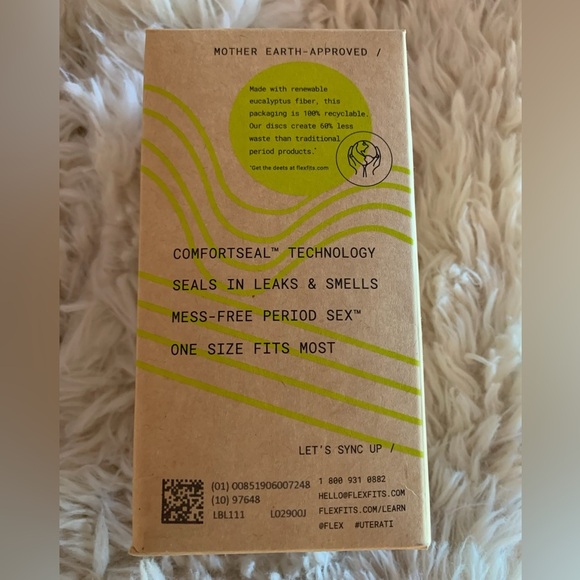 MOTHER EARTH-APPROVED /
Made with renewable
eucalyptus fiber, this
packaging is 100% recyclable.
Our discs create 60% less
waste than traditional
period products.*
*Get the deets at flexfits.com
COMFORTSEAL™ TECHNOLOGY
SEALS IN LEAKS & SMELLS
MESS-FREE PERIOD SEX™
ONE SIZE FITS MOST
LET'S SYNC UP /
(01) 00851906007248
(10) 97648
LBL111 L02900J
1 800 931 0882
HELLO@FLEXFITS.COM
FLEXFITS.COM/LEARN
@FLEX #UTERATI